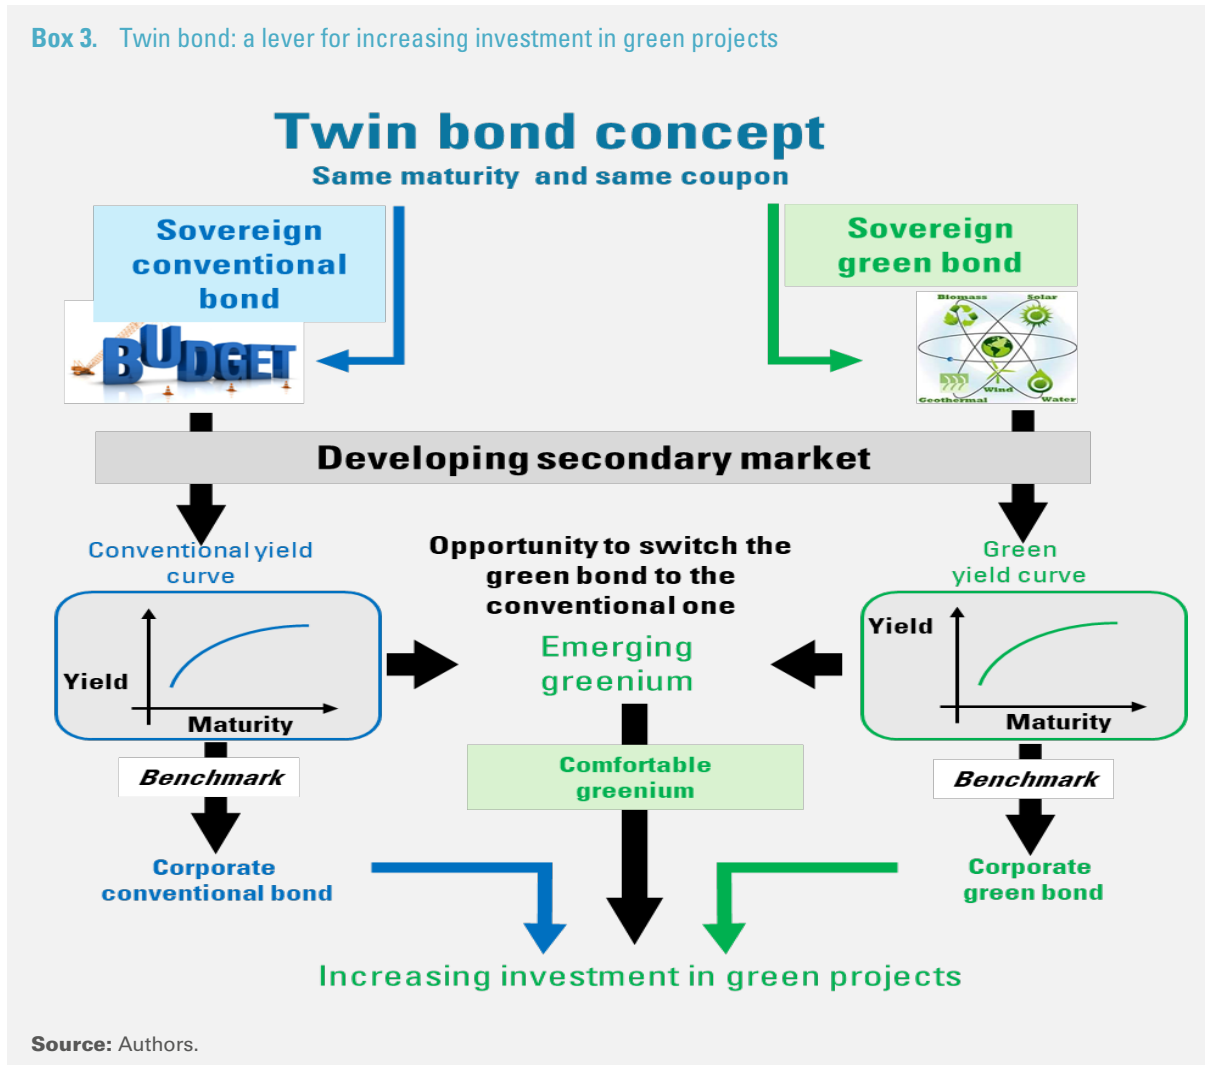 Box 3. Twin bond: a lever for increasing investment in green projects
Twin bond concept
Same maturity and same coupon
Sovereign
conventional
bond
BUDGET
Sovereign
green bond
Biomass
Solar
Wind
Geothermal
Water
Developing secondary market
Conventional yield
curve
Yield
Maturity
Opportunity to switch the
green bond to the
conventional one
Emerging
greenium
Green
yield curve
Yield
Maturity
Benchmark
Comfortable
greenium
Benchmark
Corporate
conventional bond
Corporate
green bond
Increasing investment in green projects
Source: Authors.